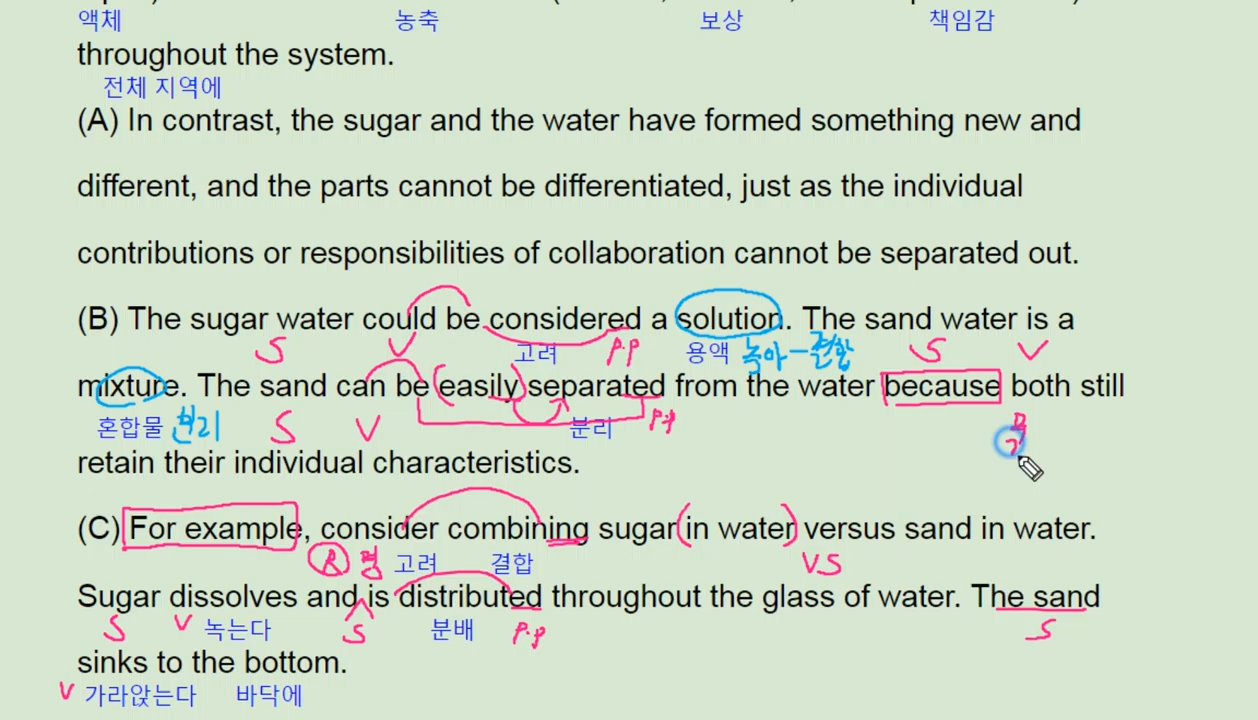 액체 농축 보상 책임감
throughout the system.
전체 지역에
(A) In contrast, the sugar and the water have formed something new and
different, and the parts cannot be differentiated, just as the individual
contributions or responsibilities of collaboration cannot be separated out.
(B) The sugar water could be considered a solution. The sand water is a
S V 고려 p.p 용액 녹아-결합 S V
mixture. The sand can be easily separated from the water because both still
혼합물 분리 S V 분리 p.p
retain their individual characteristics.
(C) For example, consider combining sugar in water versus sand in water.
고려 결합 VS
Sugar dissolves and is distributed throughout the glass of water. The sand
S V 녹는다 S 분배 p.p S
sinks to the bottom.
V 가라앉는다 바닥에